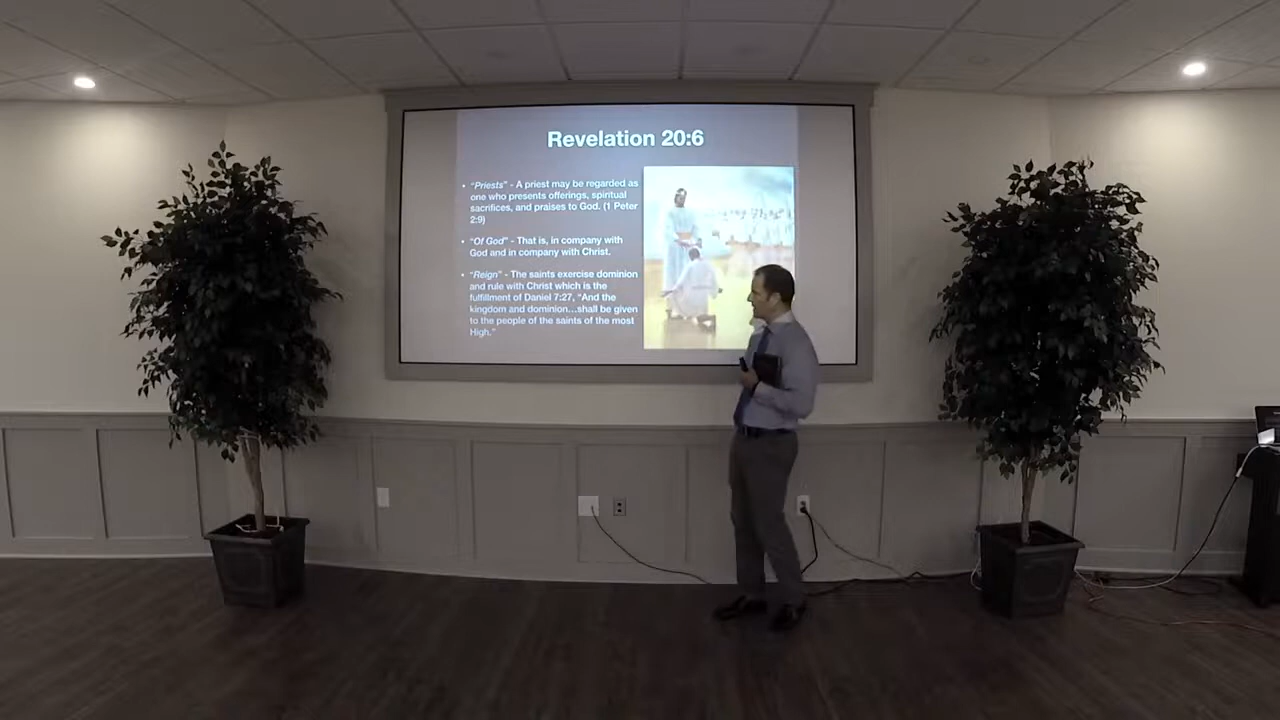 Revelation 20:6
• “Priests” - A priest may be regarded as
one who presents offerings, spiritual
sacrifices, and praises to God. (1 Peter
2:9)
• “Of God” - That is, in company with
God and in company with Christ.
• “Reign” - The saints exercise dominion
and rule with Christ which is the
fulfillment of Daniel 7:27, “And the
kingdom and dominion...shall be given
to the people of the saints of the most
High.”